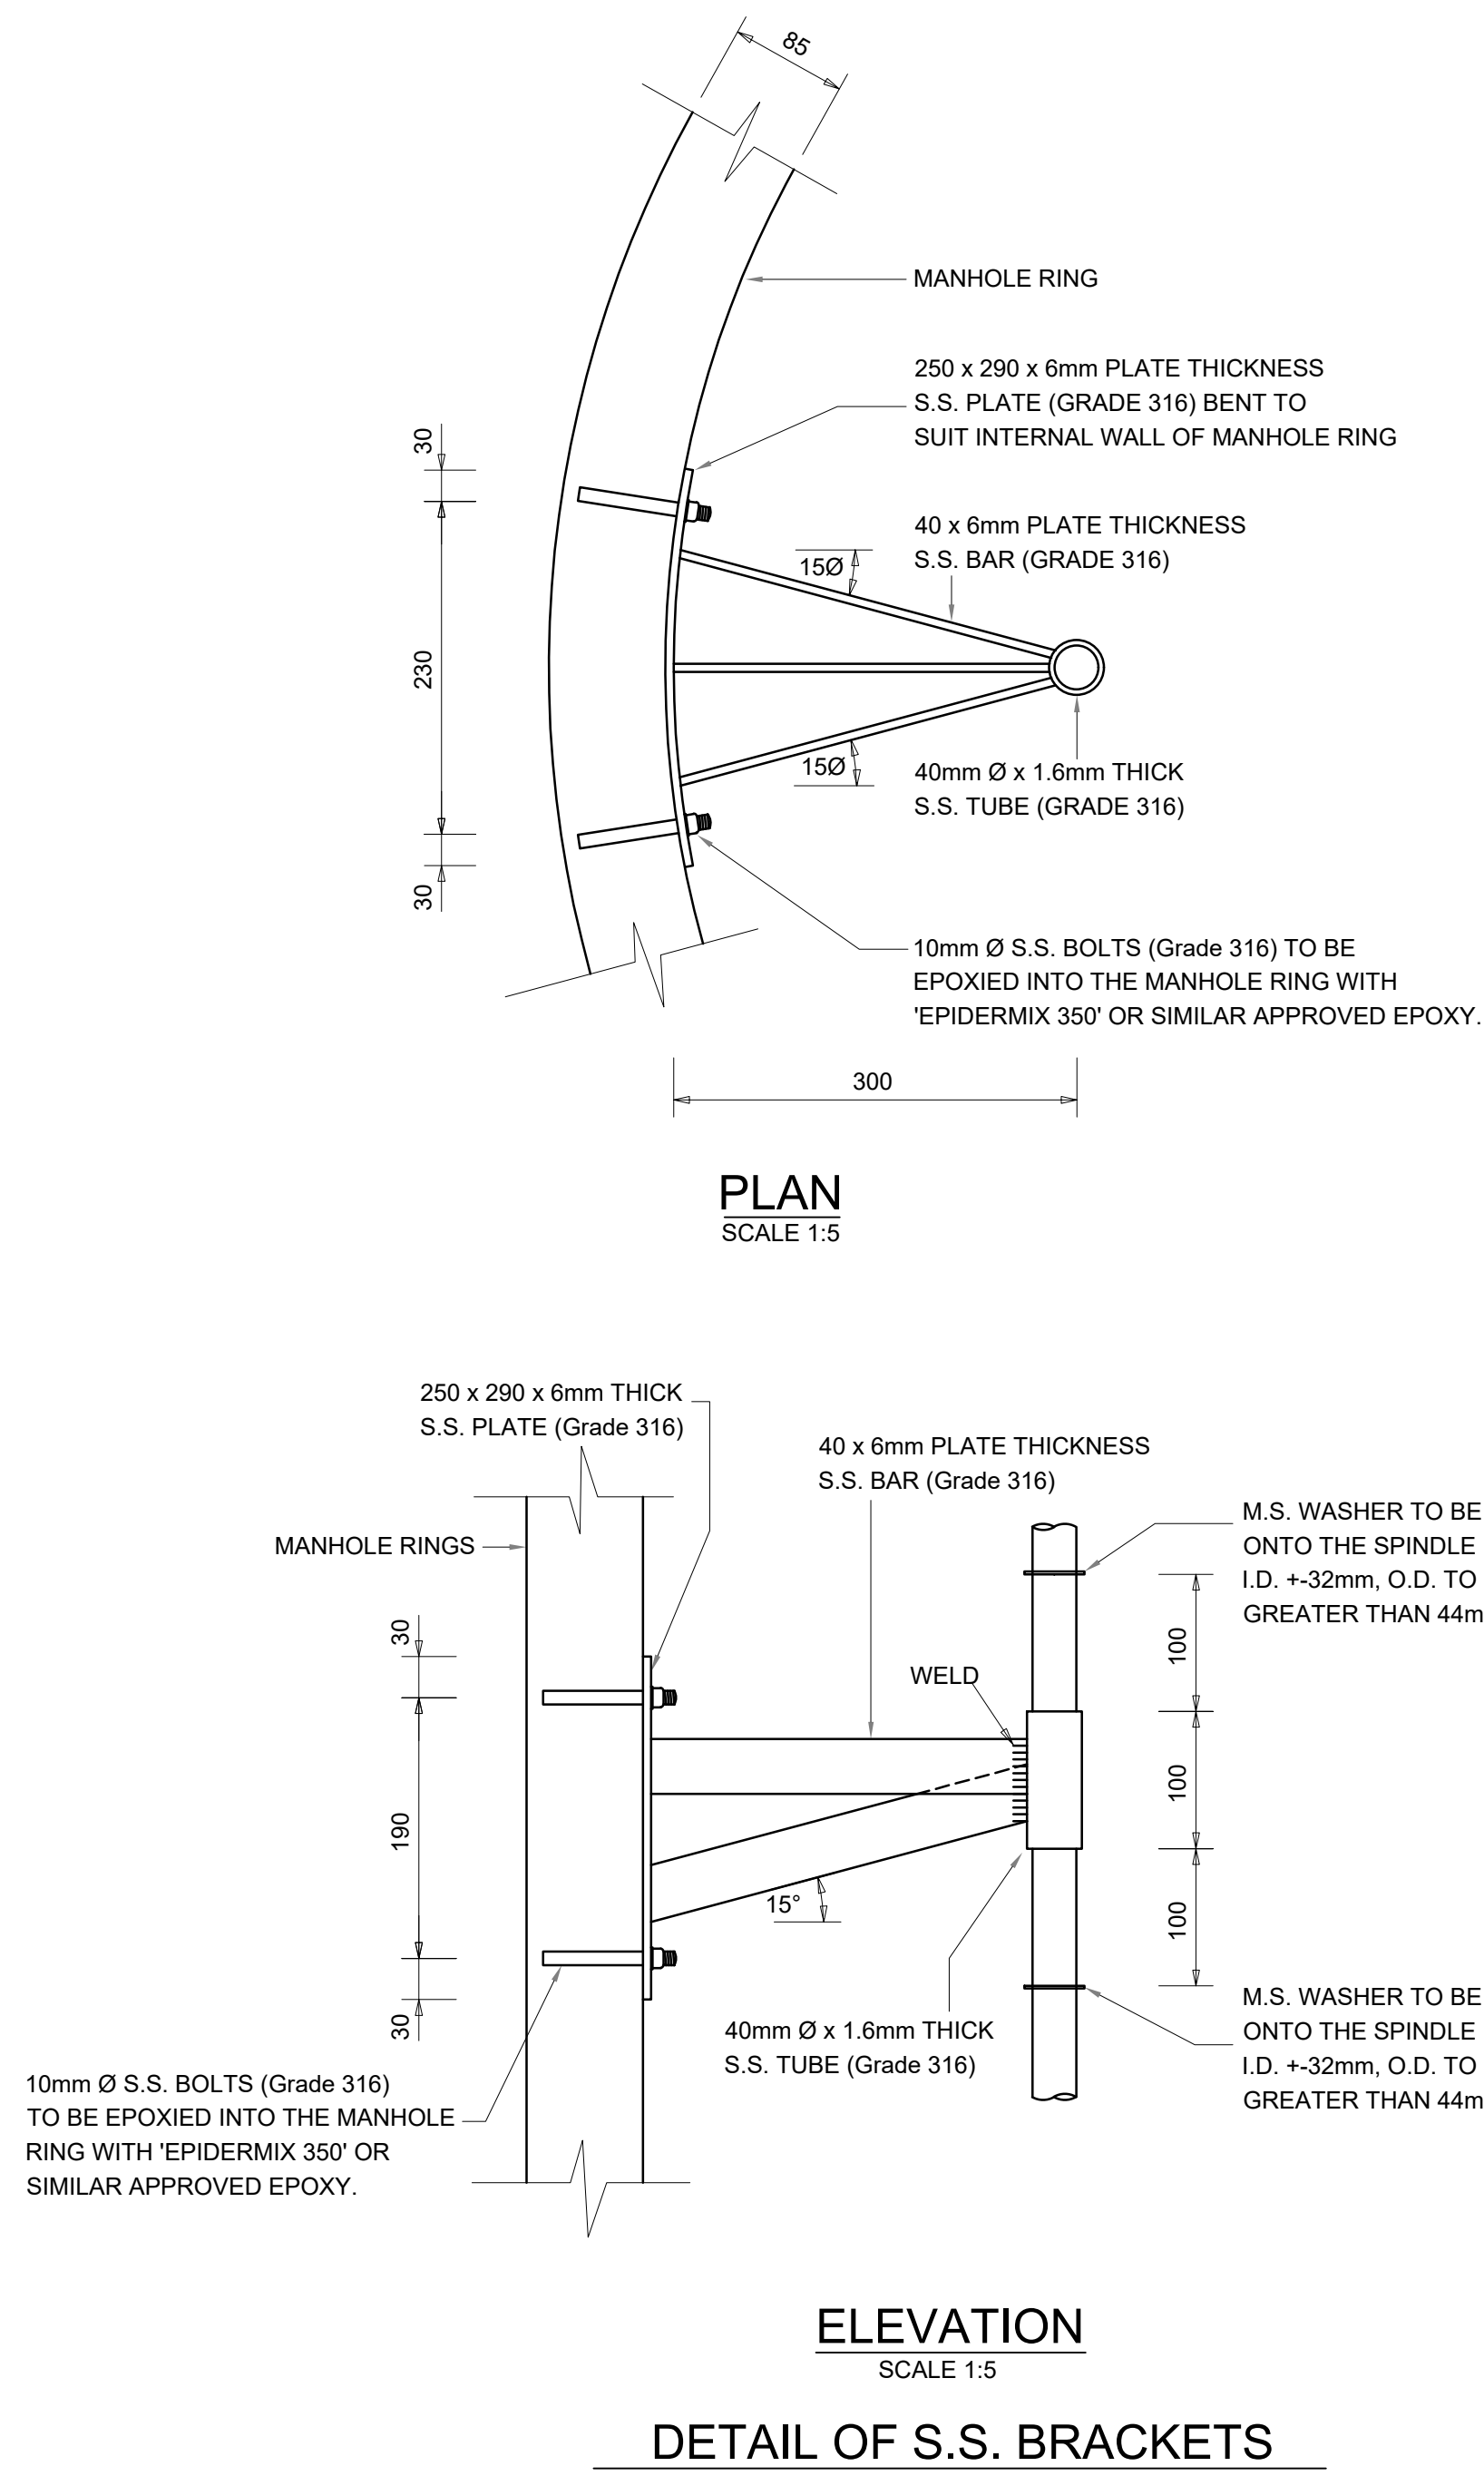 85
MANHOLE RING
250 x 290 x 6mm PLATE THICKNESS
S.S. PLATE (GRADE 316) BENT TO
SUIT INTERNAL WALL OF MANHOLE RING
30
40 x 6mm PLATE THICKNESS
S.S. BAR (GRADE 316)
15Ø
230
15Ø
40mm Ø x 1.6mm THICK
S.S. TUBE (GRADE 316)
30
10mm Ø S.S. BOLTS (Grade 316) TO BE
EPOXIED INTO THE MANHOLE RING WITH
'EPIDERMIX 350' OR SIMILAR APPROVED EPOXY.
300
PLAN
SCALE 1:5
250 x 290 x 6mm THICK
S.S. PLATE (Grade 316)
40 x 6mm PLATE THICKNESS
S.S. BAR (Grade 316)
MANHOLE RINGS
M.S. WASHER TO BE
ONTO THE SPINDLE
I.D. +-32mm, O.D. TO
GREATER THAN 44m
30
100
WELD
190
100
15°
100
30
40mm Ø x 1.6mm THICK
S.S. TUBE (Grade 316)
M.S. WASHER TO BE
ONTO THE SPINDLE
I.D. +-32mm, O.D. TO
GREATER THAN 44m
10mm Ø S.S. BOLTS (Grade 316)
TO BE EPOXIED INTO THE MANHOLE
RING WITH 'EPIDERMIX 350' OR
SIMILAR APPROVED EPOXY.
ELEVATION
SCALE 1:5
DETAIL OF S.S. BRACKETS